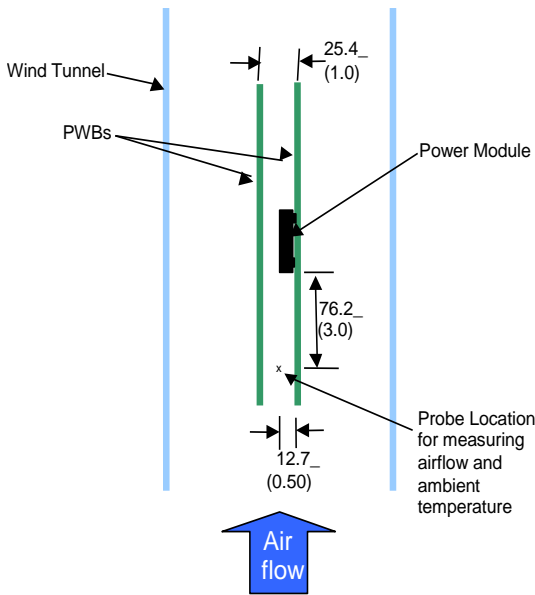 25.4_
(1.0)
Wind Tunnel
PWBs
Power Module
76.2_
(3.0)
x
Probe Location
for measuring
airflow and
ambient
temperature
12.7_
(0.50)
Air
flow